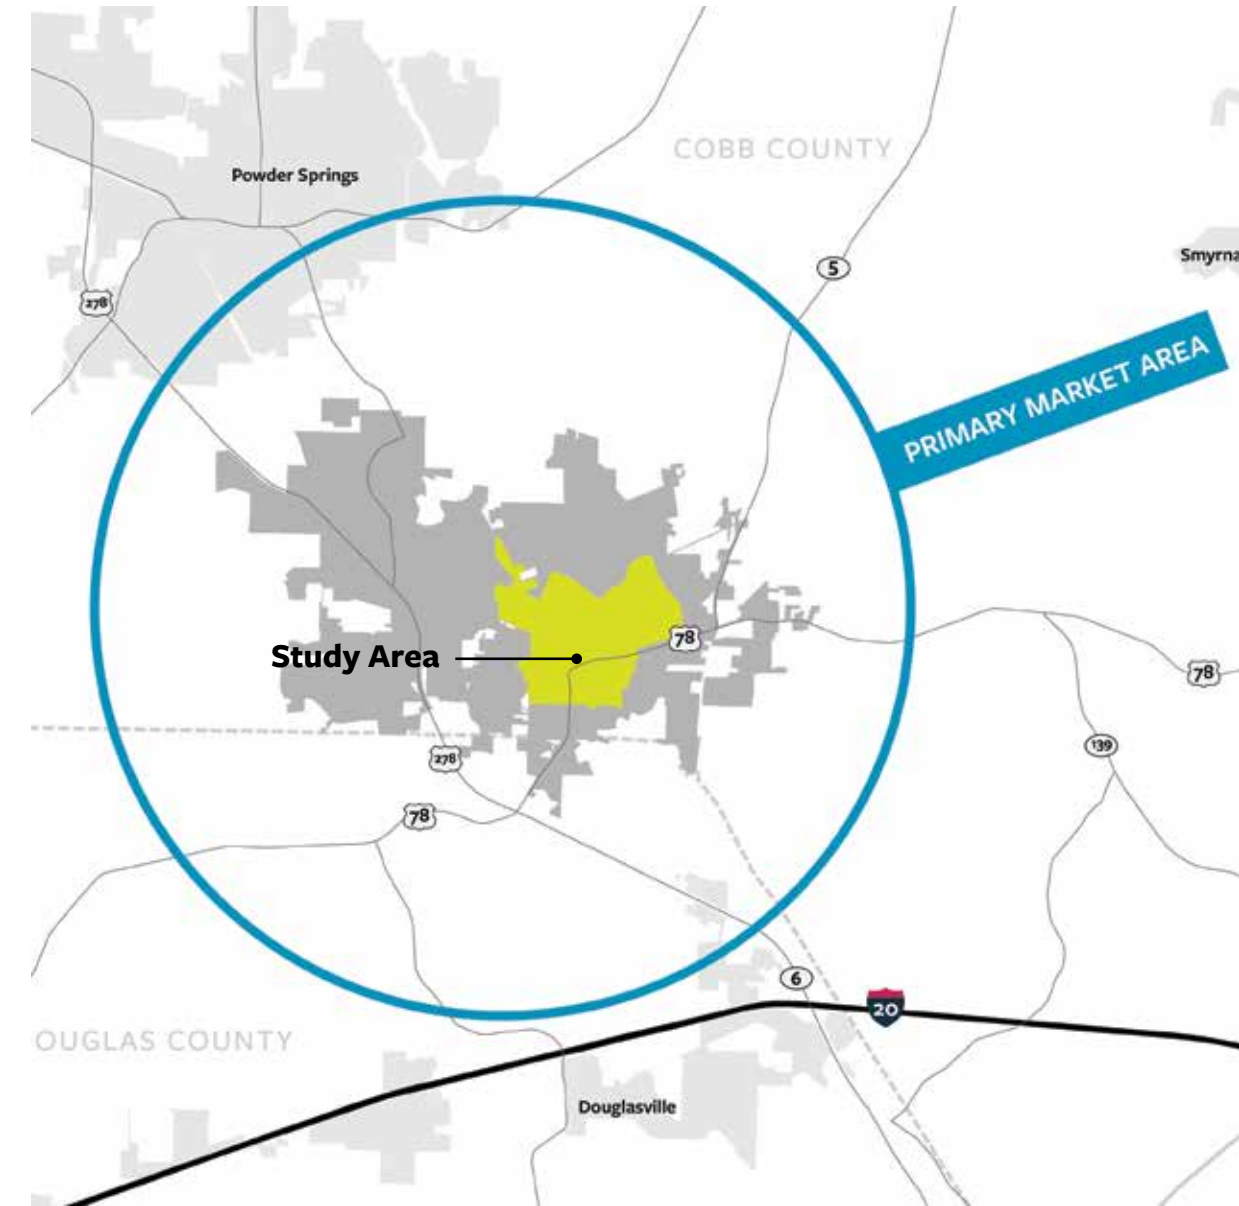 COBB COUNTY
Powder Springs
Smyrna
5
278
PRIMARY MARKET AREA
78
Study Area
78
139
278
78
6
20
OUGLAS COUNTY
Douglasville